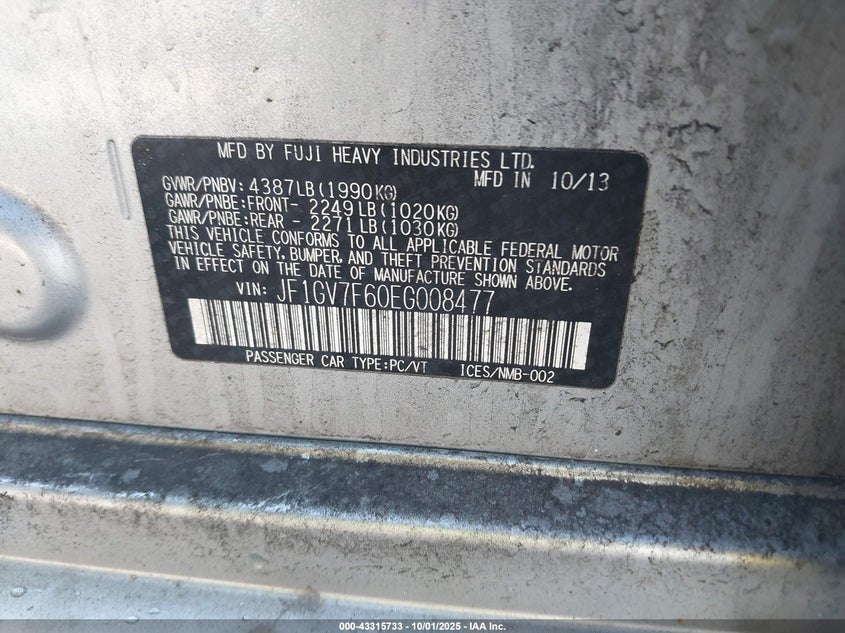 MFD BY FUJI HEAVY INDUSTRIES LTD.
MFD IN 10/13
GVWR/PNBV: 4387LB(1990KG)
GAWR/PNBE:FRONT- 2249LB(1020KG)
GAWR/PNBE:REAR - 2271LB(1030KG)
THIS VEHICLE CONFORMS TO ALL APPLICABLE FEDERAL MOTOR
VEHICLE SAFETY, BUMPER, AND THEFT PREVENTION STANDARDS
IN EFFECT ON THE DATE OF MANUFACTURE SHOWN ABOVE.
VIN: JF1GV7F60EG008477
PASSENGER CAR TYPE:PC/VT ICES/NMB-002
000-43315733 - 10/01/2025 - IAA Inc.